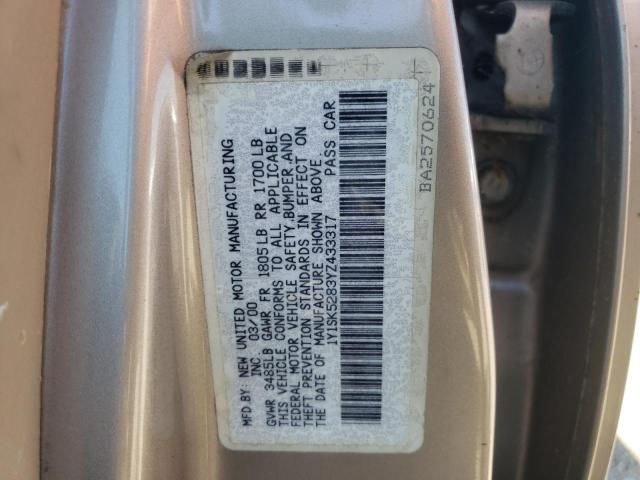 MFD.BY: NEW UNITED MOTOR MANUFACTURING
INC. 03/00
GVWR 3485LB GAWR FR 1805LB RR 1700LB
THIS VEHICLE CONFORMS TO ALL APPLICABLE
FEDERAL MOTOR VEHICLE SAFETY,BUMPER,AND
THEFT PREVENTION STANDARDS IN EFFECT ON
THE DATE OF MANUFACTURE SHOWN ABOVE.
1Y1SK5283YZ433317 PASS CAR
BA2570624